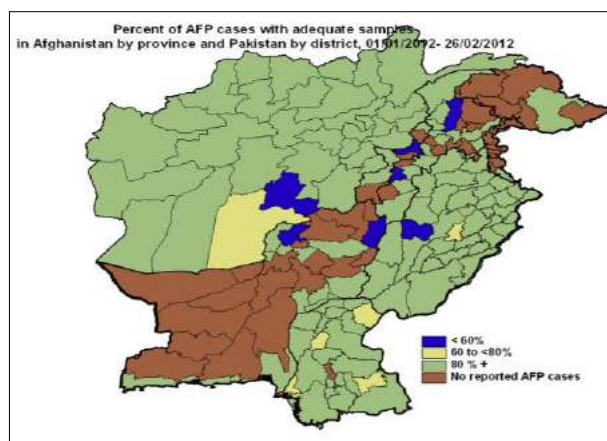 Percent of AFP cases with adequate samples
in Afghanistan by province and Pakistan by district, 01/01/2012- 26/02/2012
< 60%
60 to <80%
80 % +
No reported AFP cases